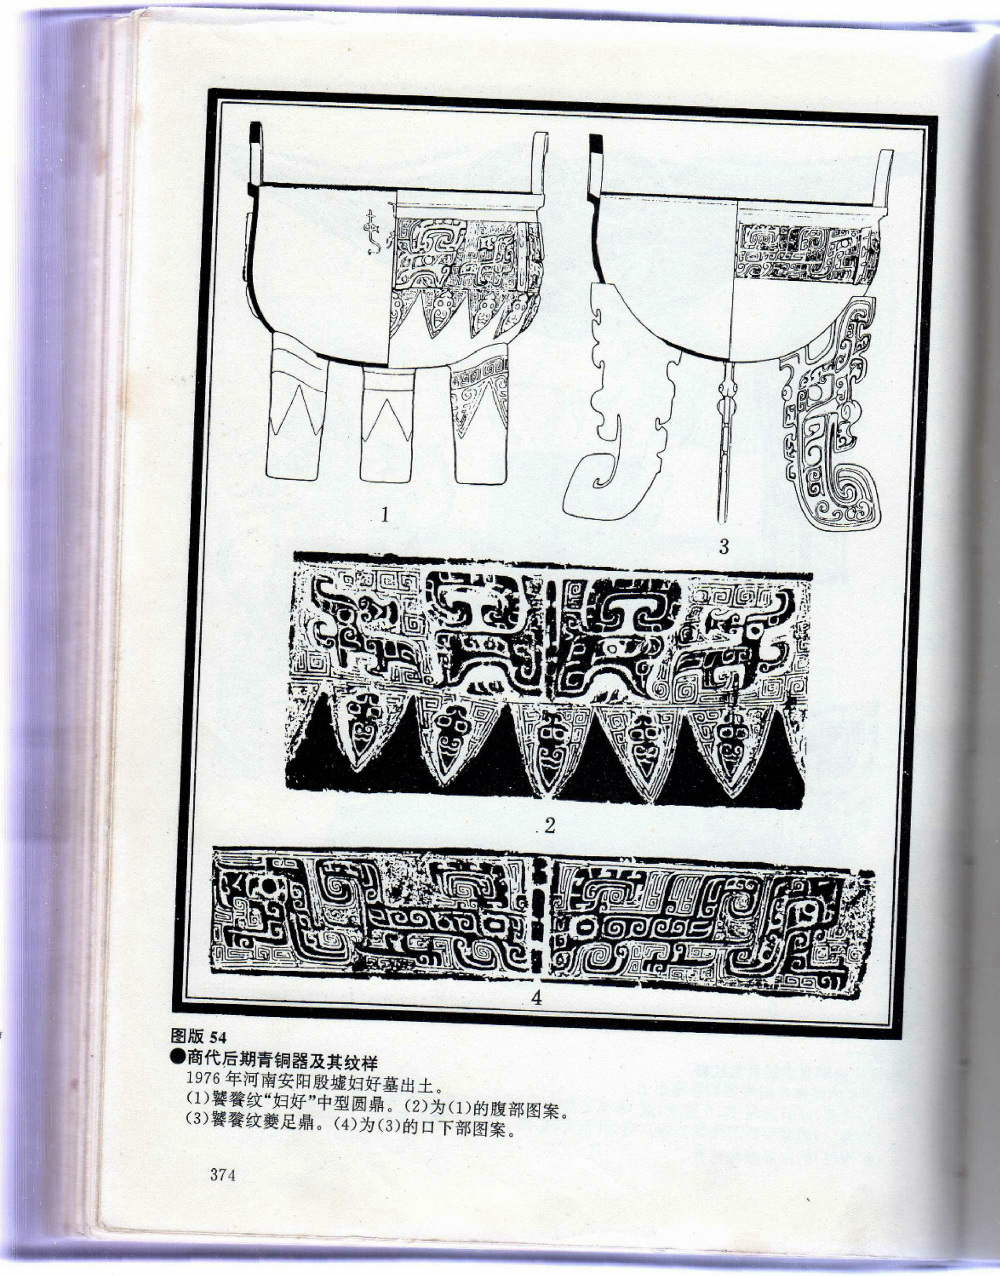 1
3
2
4
图版 54
●商代后期青铜器及其纹样
1976 年河南安阳殷墟妇好墓出土。
(1)饕餮纹“妇好”中型圆鼎。(2)为(1)的腹部图案。
(3)饕餮纹夔足鼎。(4)为(3)的口下部图案。
374